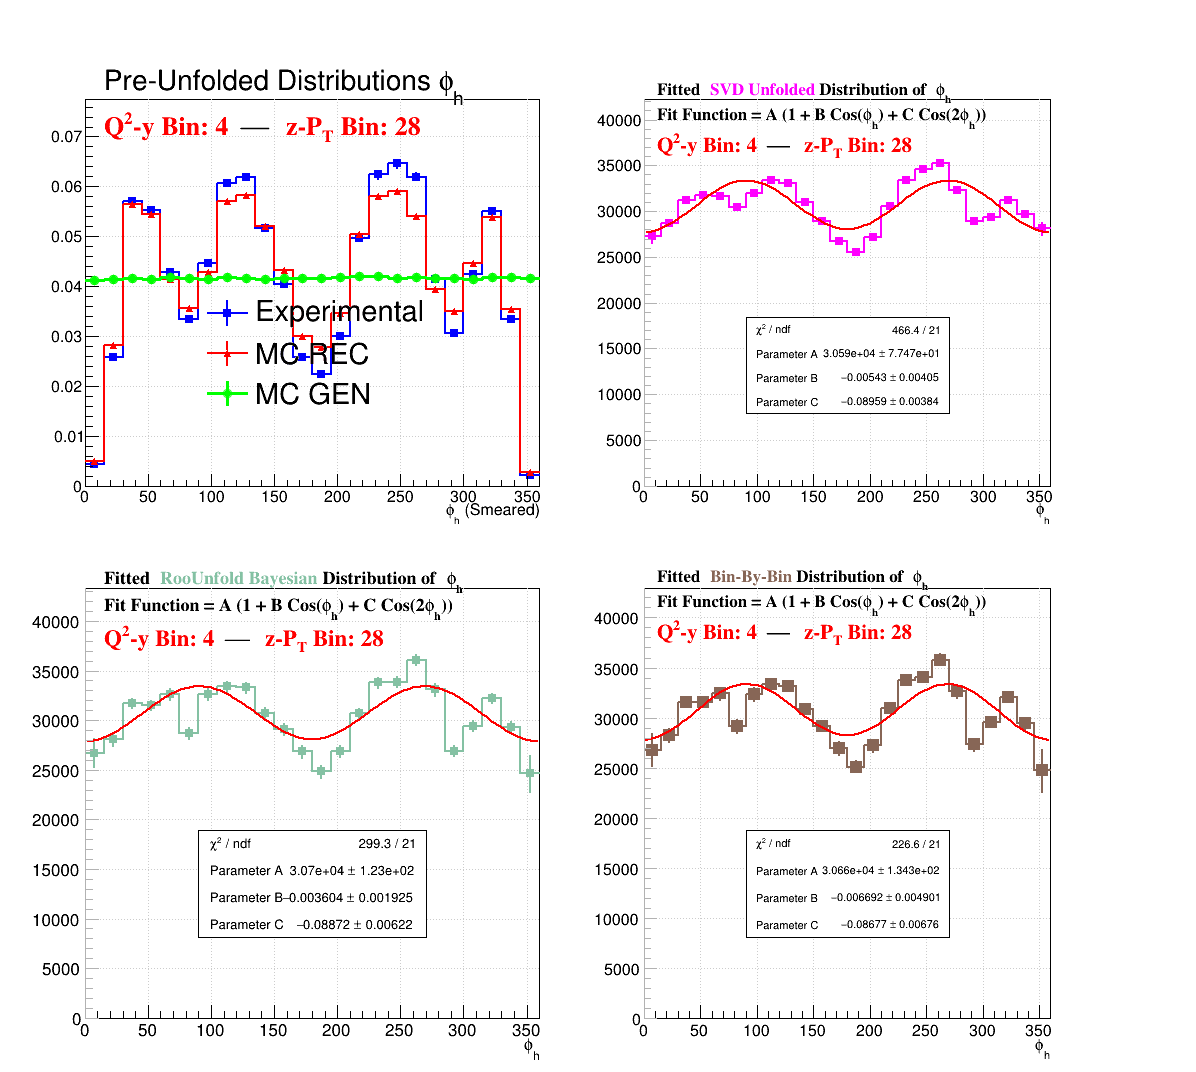 Pre-Unfolded Distributions ϕh
Q²-y Bin: 4 — z-PT Bin: 28
0.07
0.06
0.05
0.04
0.03
0.02
0.01
0
Experimental
MC REC
MC GEN
0 50 100 150 200 250 300 350
ϕh (Smeared)
Fitted SVD Unfolded Distribution of ϕh
Fit Function = A (1 + B Cos(ϕh) + C Cos(2ϕh))
Q²-y Bin: 4 — z-PT Bin: 28
40000
35000
30000
25000
20000
15000
10000
5000
0
χ² / ndf 466.4 / 21
Parameter A 3.059e+04 ± 7.747e+01
Parameter B −0.00543 ± 0.00405
Parameter C −0.08959 ± 0.00384
0 50 100 150 200 250 300 350
ϕh
Fitted RooUnfold Bayesian Distribution of ϕh
Fit Function = A (1 + B Cos(ϕh) + C Cos(2ϕh))
Q²-y Bin: 4 — z-PT Bin: 28
40000
35000
30000
25000
20000
15000
10000
5000
0
χ² / ndf 299.3 / 21
Parameter A 3.07e+04 ± 1.23e+02
Parameter B −0.003604 ± 0.001925
Parameter C −0.08872 ± 0.00622
0 50 100 150 200 250 300 350
ϕh
Fitted Bin-By-Bin Distribution of ϕh
Fit Function = A (1 + B Cos(ϕh) + C Cos(2ϕh))
Q²-y Bin: 4 — z-PT Bin: 28
40000
35000
30000
25000
20000
15000
10000
5000
0
χ² / ndf 226.6 / 21
Parameter A 3.066e+04 ± 1.343e+02
Parameter B −0.006692 ± 0.004901
Parameter C −0.08677 ± 0.00676
0 50 100 150 200 250 300 350
ϕh